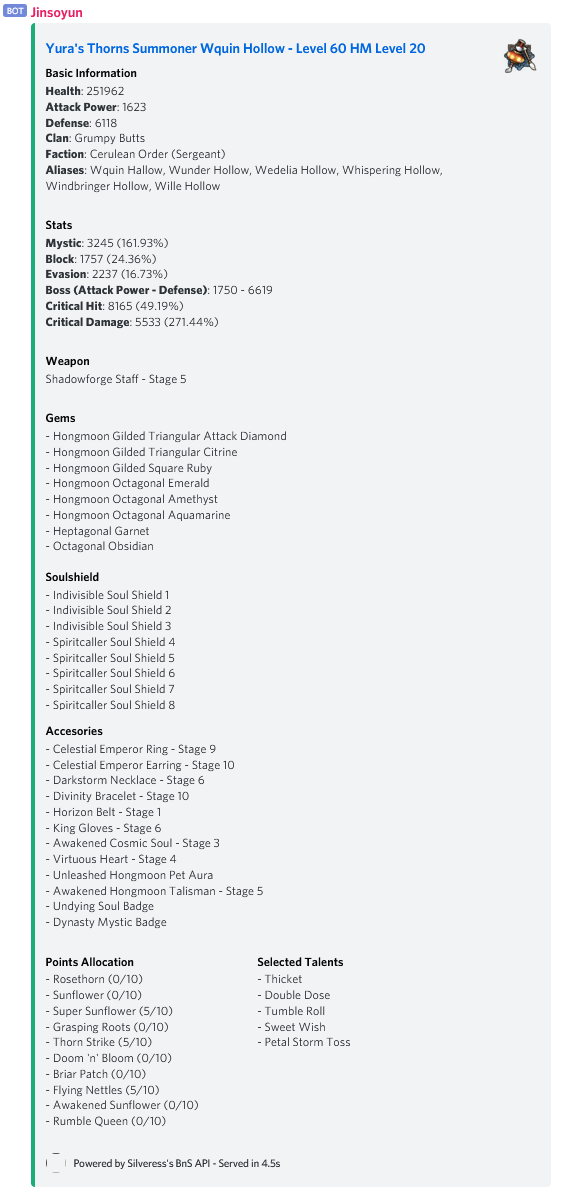 BOT Jinsoyun
Yura's Thorns Summoner Wquin Hollow - Level 60 HM Level 20
Basic Information
Health: 251962
Attack Power: 1623
Defense: 6118
Clan: Grumpy Butts
Faction: Cerulean Order (Sergeant)
Aliases: Wquin Hallow, Wunder Hollow, Wedelia Hollow, Whispering Hollow,
Windbringer Hollow, Wille Hollow
Stats
Mystic: 3245 (161.93%)
Block: 1757 (24.36%)
Evasion: 2237 (16.73%)
Boss (Attack Power - Defense): 1750 - 6619
Critical Hit: 8165 (49.19%)
Critical Damage: 5533 (271.44%)
Weapon
Shadowforge Staff - Stage 5
Gems
- Hongmoon Gilded Triangular Attack Diamond
- Hongmoon Gilded Triangular Citrine
- Hongmoon Gilded Square Ruby
- Hongmoon Octagonal Emerald
- Hongmoon Octagonal Amethyst
- Hongmoon Octagonal Aquamarine
- Heptagonal Garnet
- Octagonal Obsidian
Soulshield
- Indivisible Soul Shield 1
- Indivisible Soul Shield 2
- Indivisible Soul Shield 3
- Spiritcaller Soul Shield 4
- Spiritcaller Soul Shield 5
- Spiritcaller Soul Shield 6
- Spiritcaller Soul Shield 7
- Spiritcaller Soul Shield 8
Accesories
- Celestial Emperor Ring - Stage 9
- Celestial Emperor Earring - Stage 10
- Darkstorm Necklace - Stage 6
- Divinity Bracelet - Stage 10
- Horizon Belt - Stage 1
- King Gloves - Stage 6
- Awakened Cosmic Soul - Stage 3
- Virtuous Heart - Stage 4
- Unleashed Hongmoon Pet Aura
- Awakened Hongmoon Talisman - Stage 5
- Undying Soul Badge
- Dynasty Mystic Badge
Points Allocation
- Rosethorn (0/10)
- Sunflower (0/10)
- Super Sunflower (5/10)
- Grasping Roots (0/10)
- Thorn Strike (5/10)
- Doom 'n' Bloom (0/10)
- Briar Patch (0/10)
- Flying Nettles (5/10)
- Awakened Sunflower (0/10)
- Rumble Queen (0/10)
Selected Talents
- Thicket
- Double Dose
- Tumble Roll
- Sweet Wish
- Petal Storm Toss
Powered by Silveress's BnS API - Served in 4.5s